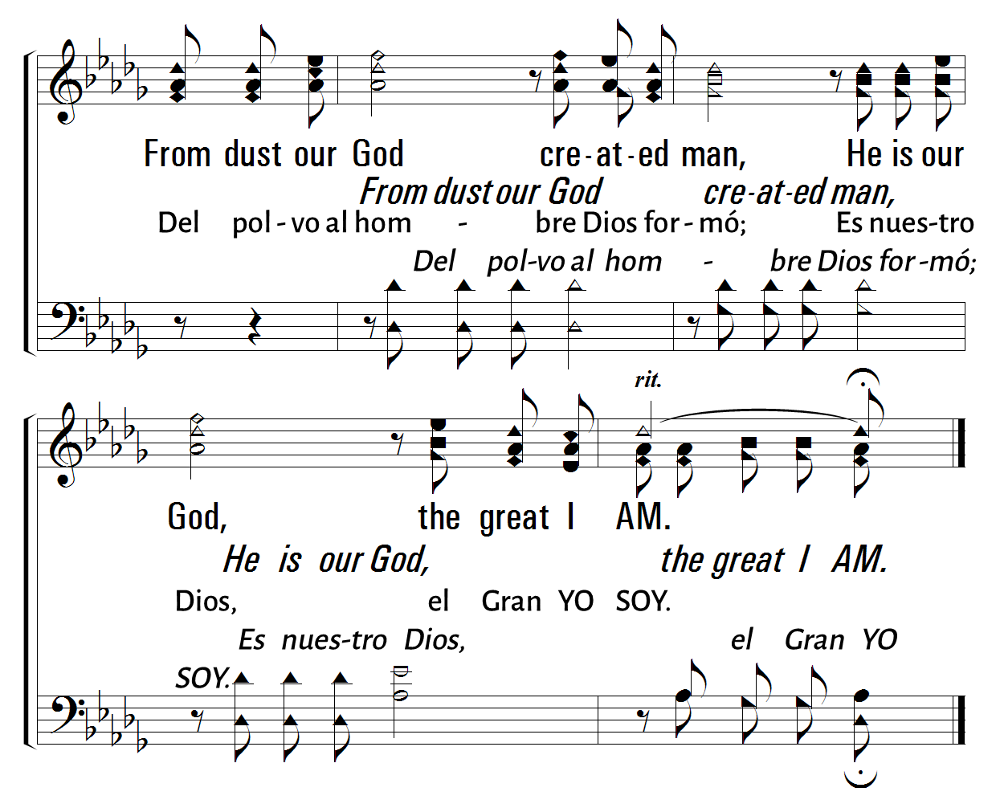 From dust our God cre-at-ed man, He is our
From dust our God cre-at-ed man,
Del pol-vo al hom - bre Dios for-mó; Es nues-tro
Del pol-vo al hom - bre Dios for-mó;
rit.
God, the great I AM.
He is our God, the great I AM.
Dios, el Gran YO SOY.
Es nues-tro Dios, el Gran YO
SOY.